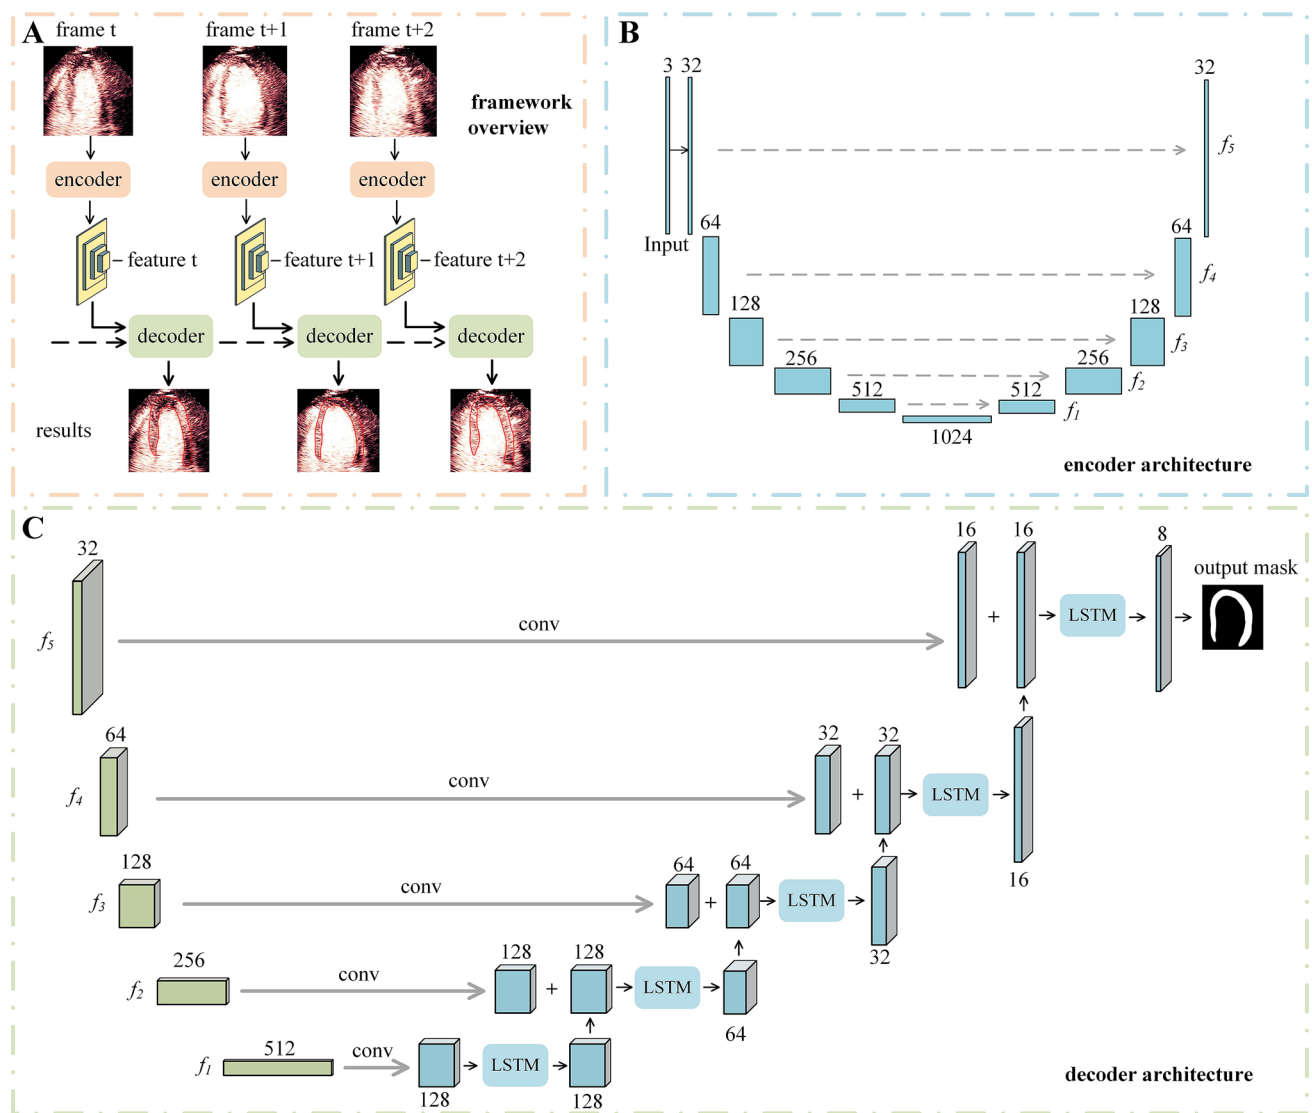 A
frame t
frame t+1
frame t+2
framework
overview
encoder
encoder
encoder
feature t
feature t+1
feature t+2
decoder
decoder
decoder
results
B
3
32
32
f5
Input
64
64
f4
128
128
f3
256
256
f2
512
512
f1
1024
encoder architecture
C
32
16
16
8
output mask
f5
conv
+
LSTM
64
32
32
f4
conv
+
LSTM
16
128
64
64
f3
conv
+
LSTM
32
256
128
128
f2
conv
+
LSTM
64
512
f1
conv
LSTM
128
128
decoder architecture